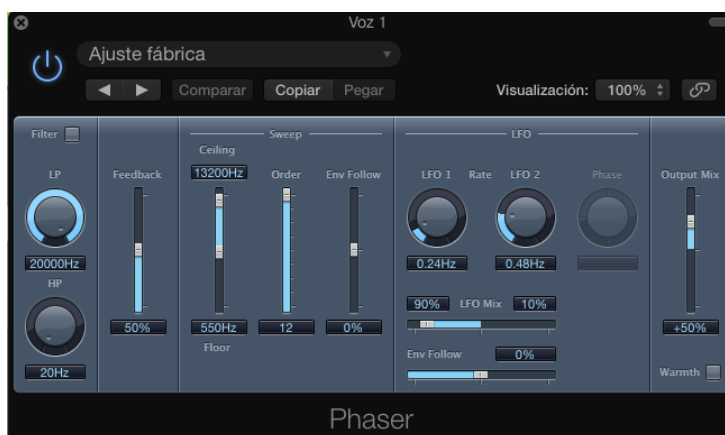 Voz 1
Ajuste fábrica
Comparar Copiar Pegar Visualización: 100%
Filter
LP
20000Hz
HP
20Hz
Feedback
50%
Sweep
Ceiling
13200Hz Order Env Follow
550Hz 12 0%
Floor
LFO
LFO 1 Rate LFO 2 Phase
0.24Hz 0.48Hz
90% LFO Mix 10%
Env Follow 0%
Output Mix
+50%
Warmth
Phaser